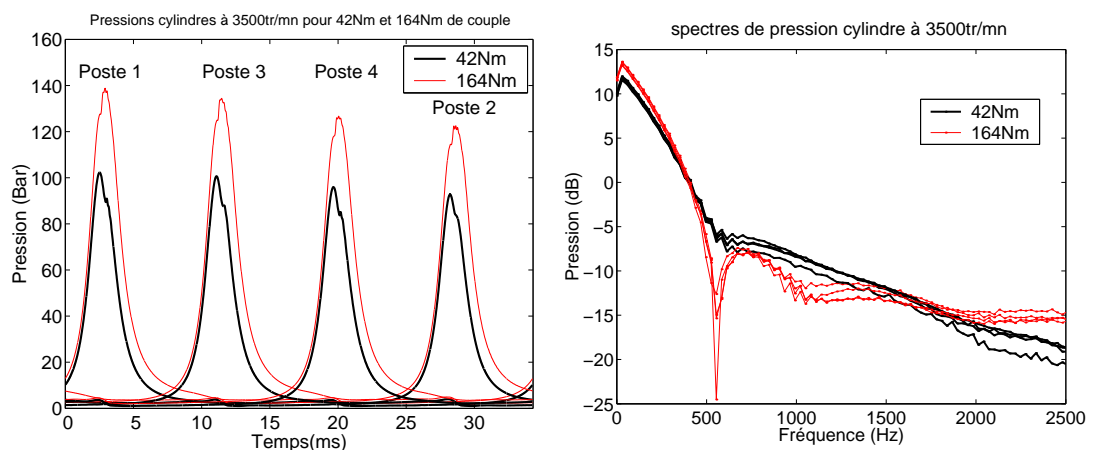 Pressions cylindres à 3500tr/mn pour 42Nm et 164Nm de couple
160
140
120
100
80
60
40
20
0
Pression (Bar)
Poste 1
Poste 3
Poste 4
Poste 2
42Nm
164Nm
0
5
10
15
20
25
30
Temps(ms)
spectres de pression cylindre à 3500tr/mn
15
10
5
0
−5
−10
−15
−20
−25
Pression (dB)
42Nm
164Nm
0
500
1000
1500
2000
2500
Fréquence (Hz)